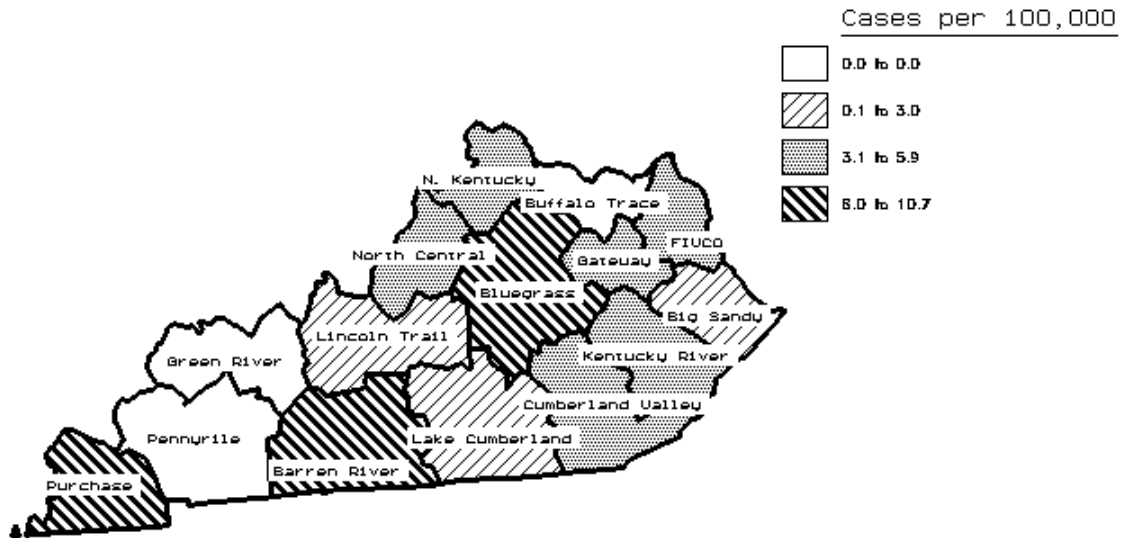 Cases per 100,000
0.0 to 0.0
0.1 to 3.0
3.1 to 5.9
6.0 to 10.7
N. Kentucky
Buffalo Trace
FIVCO
North Central
Gateway
Bluegrass
Big Sandy
Lincoln Trail
Kentucky River
Green River
Cumberland Valley
Pennyrile
Lake Cumberland
Barren River
Purchase